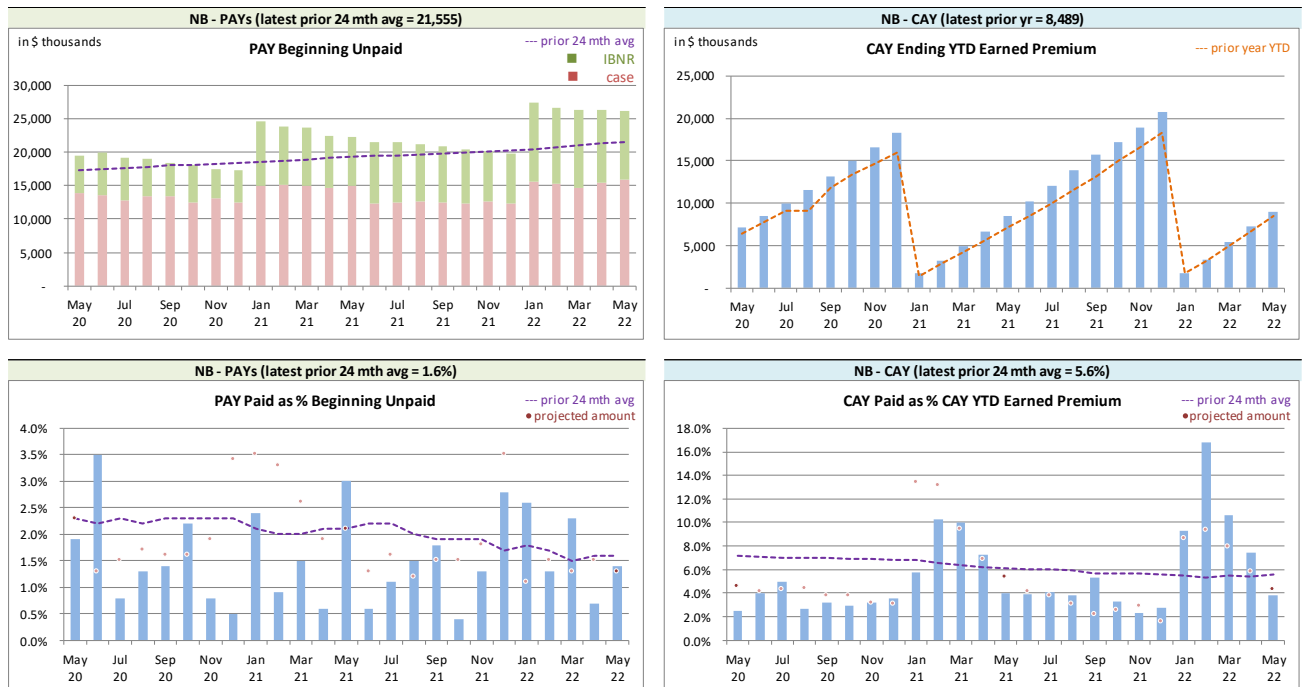 NB - PAYs (latest prior 24 mth avg = 21,555)
in $ thousands
PAY Beginning Unpaid
--- prior 24 mth avg
IBNR
case
30,000
25,000
20,000
15,000
10,000
5,000
-
May Jul Sep Nov Jan Mar May Jul Sep Nov Jan Mar May
20 20 20 20 21 21 21 21 21 21 22 22 22
NB - CAY (latest prior yr = 8,489)
in $ thousands
CAY Ending YTD Earned Premium
--- prior year YTD
25,000
20,000
15,000
10,000
5,000
-
May Jul Sep Nov Jan Mar May Jul Sep Nov Jan Mar May
20 20 20 20 21 21 21 21 21 21 22 22 22
NB - PAYs (latest prior 24 mth avg = 1.6%)
PAY Paid as % Beginning Unpaid
--- prior 24 mth avg
• projected amount
4.0%
3.5%
3.0%
2.5%
2.0%
1.5%
1.0%
0.5%
0.0%
May Jul Sep Nov Jan Mar May Jul Sep Nov Jan Mar May
20 20 20 20 21 21 21 21 21 21 22 22 22
NB - CAY (latest prior 24 mth avg = 5.6%)
CAY Paid as % CAY YTD Earned Premium
--- prior 24 mth avg
• projected amount
18.0%
16.0%
14.0%
12.0%
10.0%
8.0%
6.0%
4.0%
2.0%
0.0%
May Jul Sep Nov Jan Mar May Jul Sep Nov Jan Mar May
20 20 20 20 21 21 21 21 21 21 22 22 22